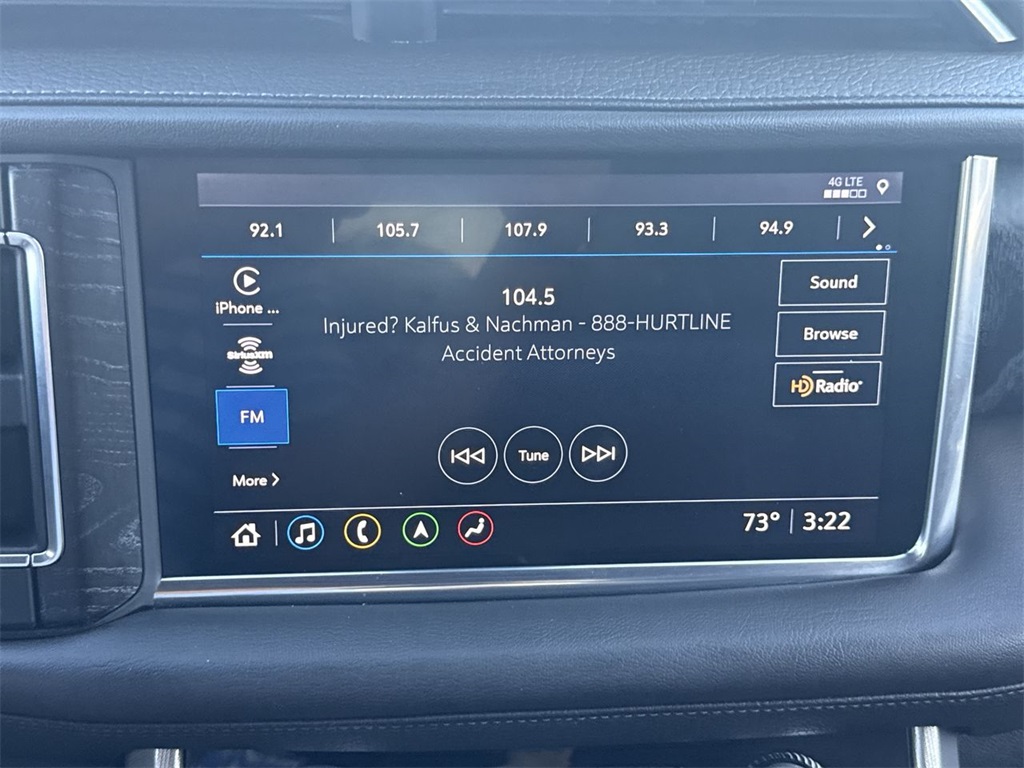 4G LTE
92.1 105.7 107.9 93.3 94.9
iPhone ...
SiriusXM
FM
More
104.5
Injured? Kalfus & Nachman - 888-HURTLINE
Accident Attorneys
Tune
Sound
Browse
HD Radio
73° 3:22